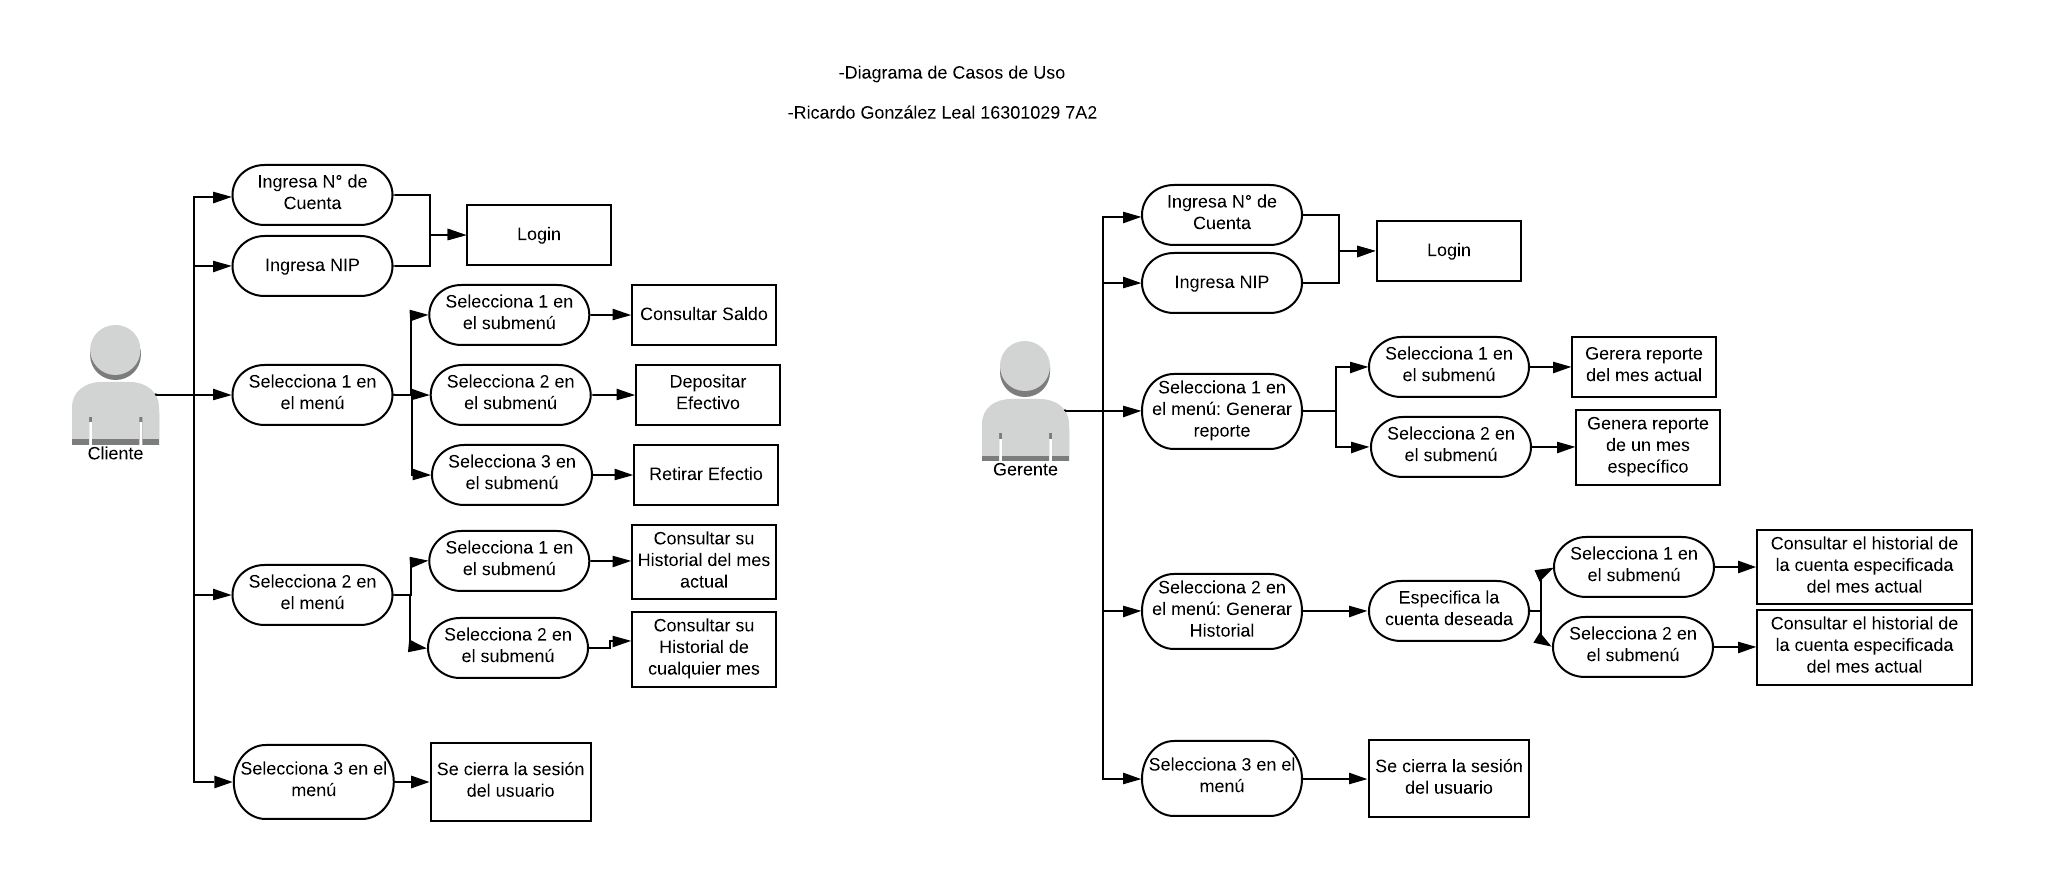 -Diagrama de Casos de Uso
-Ricardo González Leal 16301029 7A2
Ingresa N° de
Cuenta
Ingresa NIP
Login
Selecciona 1 en
el menú
Selecciona 1 en
el submenú
Consultar Saldo
Selecciona 2 en
el submenú
Depositar
Efectivo
Selecciona 3 en
el submenú
Retirar Efectio
Cliente
Selecciona 2 en
el menú
Selecciona 1 en
el submenú
Consultar su
Historial del mes
actual
Selecciona 2 en
el submenú
Consultar su
Historial de
cualquier mes
Selecciona 3 en el
menú
Se cierra la sesión
del usuario
Ingresa N° de
Cuenta
Ingresa NIP
Login
Gerente
Selecciona 1 en
el menú: Generar
reporte
Selecciona 1 en
el submenú
Gerera reporte
del mes actual
Selecciona 2 en
el submenú
Genera reporte
de un mes
específico
Selecciona 2 en
el menú: Generar
Historial
Especifica la
cuenta deseada
Selecciona 1 en
el submenú
Consultar el historial de
la cuenta especificada
del mes actual
Selecciona 2 en
el submenú
Consultar el historial de
la cuenta especificada
del mes actual
Selecciona 3 en el
menú
Se cierra la sesión
del usuario